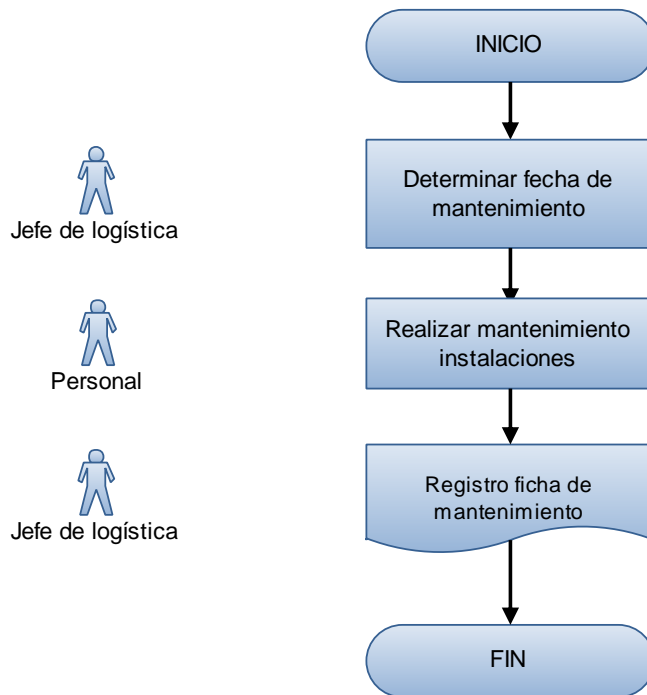 INICIO
Determinar fecha de
mantenimiento
Jefe de logística
Realizar mantenimiento
instalaciones
Personal
Registro ficha de
mantenimiento
Jefe de logística
FIN